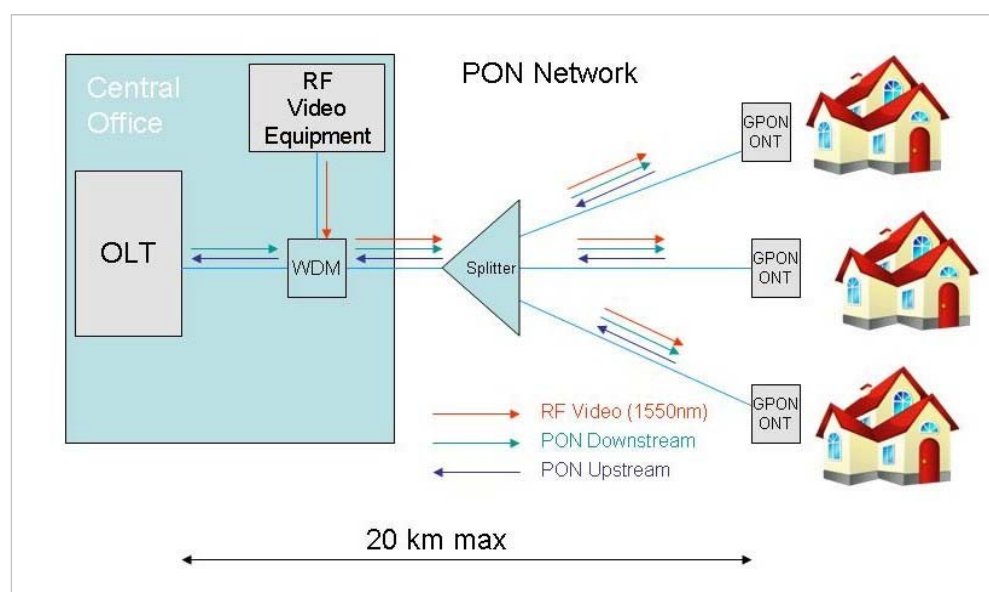 Central
Office
RF
Video
Equipment
PON Network
OLT
WDM
Splitter
GPON
ONT
GPON
ONT
GPON
ONT
RF Video (1550nm)
PON Downstream
PON Upstream
20 km max